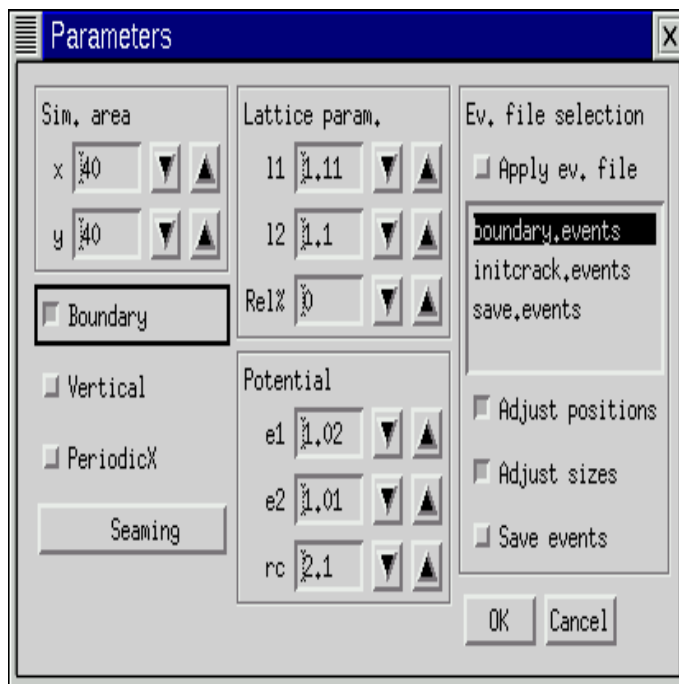 Parameters
Sim. area
x 40
y 40
Boundary
Vertical
PeriodicX
Seaming
Lattice param.
l1 1.11
l2 1.1
Rel% 0
Potential
e1 1.02
e2 1.01
rc 2.1
Ev. file selection
Apply ev. file
boundary.events
initcrack.events
save.events
Adjust positions
Adjust sizes
Save events
OK Cancel